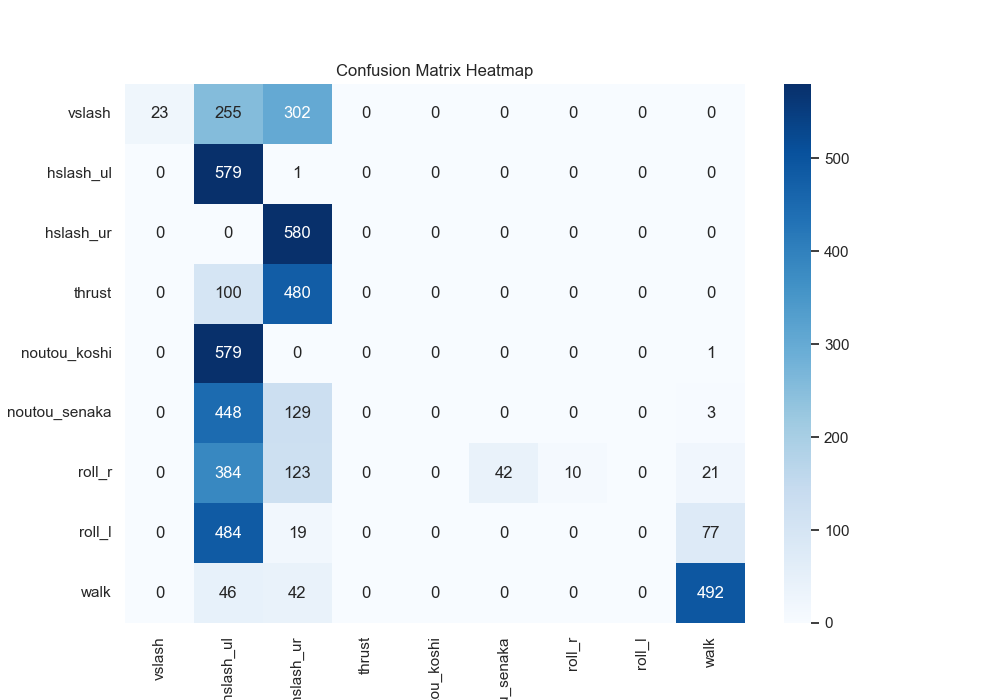 Confusion Matrix Heatmap
vslash 23 255 302 0 0 0 0 0 0
hslash_ul 0 579 1 0 0 0 0 0 0
hslash_ur 0 0 580 0 0 0 0 0 0
thrust 0 100 480 0 0 0 0 0 0
noutou_koshi 0 579 0 0 0 0 0 0 1
noutou_senaka 0 448 129 0 0 0 0 0 3
roll_r 0 384 123 0 0 42 10 0 21
roll_l 0 484 19 0 0 0 0 0 77
walk 0 46 42 0 0 0 0 0 492
vslash
hslash_ul
hslash_ur
thrust
ou_koshi
u_senaka
roll_r
roll_l
walk
500
400
300
200
100
0